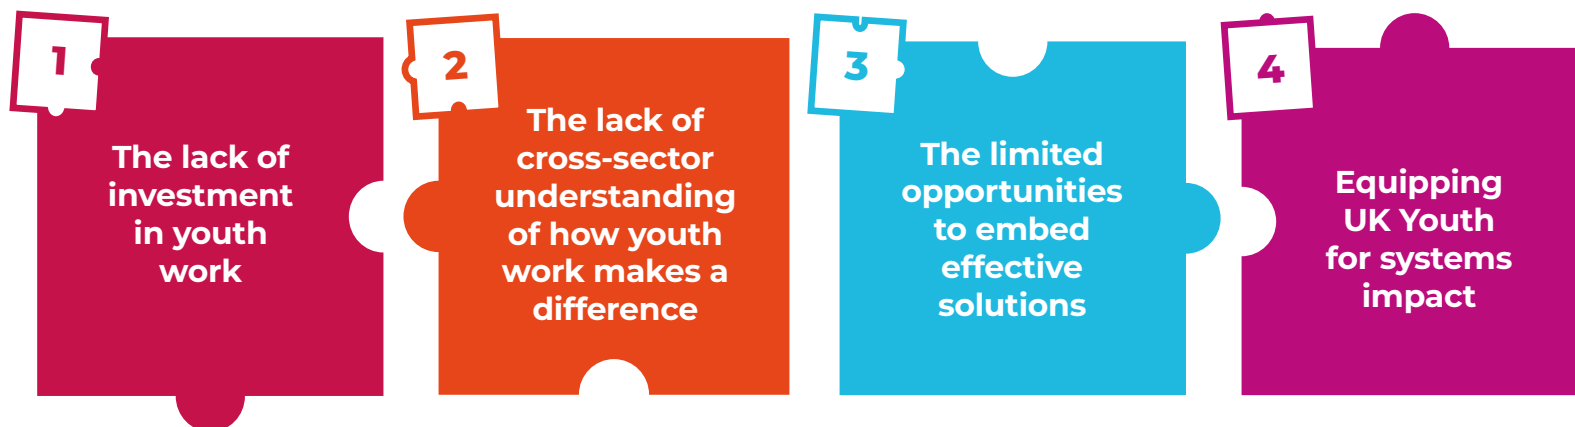 1
The lack of
investment
in youth
work
2
The lack of
cross-sector
understanding
of how youth
work makes a
difference
3
The limited
opportunities
to embed
effective
solutions
4
Equipping
UK Youth
for systems
impact